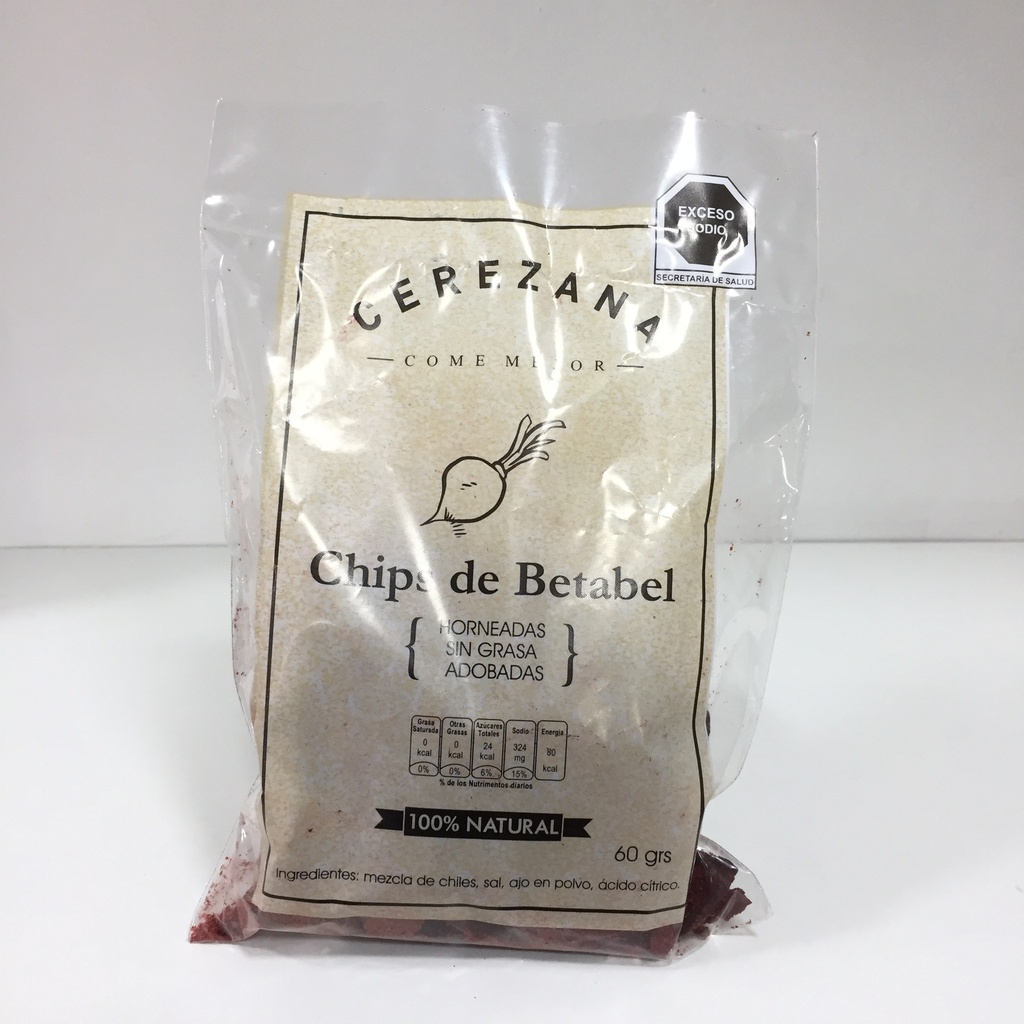 EXCESO
SODIO
SECRETARÍA DE SALUD
CEREZANA
COME MEJOR
Chips de Betabel
HORNEADAS
SIN GRASA
ADOBADAS
Grasa Saturada Otras Grasas Azúcares Totales Sodio Energía
0 kcal 0 kcal 24 kcal 324 mg 80 kcal
0% 0% 6% 15%
% de los Nutrimentos diarios
100% NATURAL
60 grs
Ingredientes: mezcla de chiles, sal, ajo en polvo, ácido cítrico.